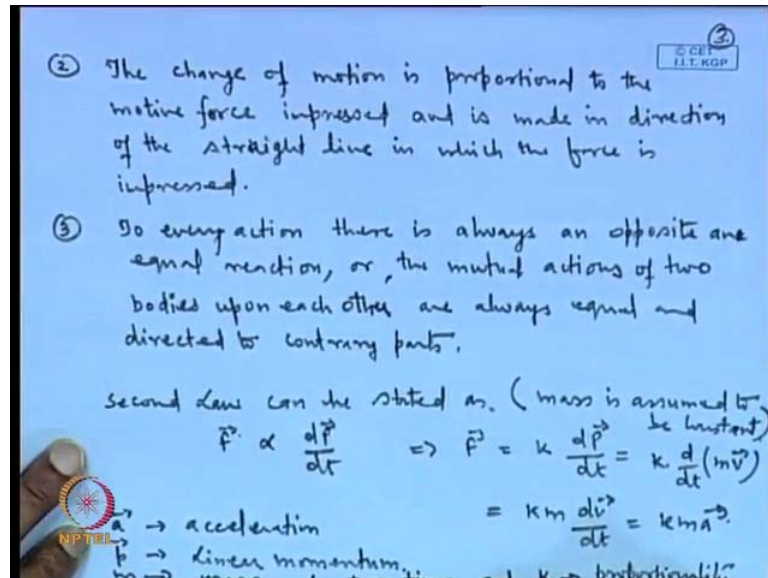 ③
© CET
I.I.T. KGP
② The change of motion is proportional to the
motive force impressed and is made in direction
of the straight line in which the force is
impressed.
③ To every action there is always an opposite and
equal reaction, or, the mutual actions of two
bodies upon each other are always equal and
directed to contrary parts.
Second Law can be stated as. (mass is assumed to
be constant)
F⃗ ∝ dp⃗/dt => F⃗ = k dp⃗/dt = k. d/dt (mv⃗)
= km dv⃗/dt = kma⃗.
a⃗ → acceleration
p⃗ → Linear momentum.
NPTEL
m → k → proportionality